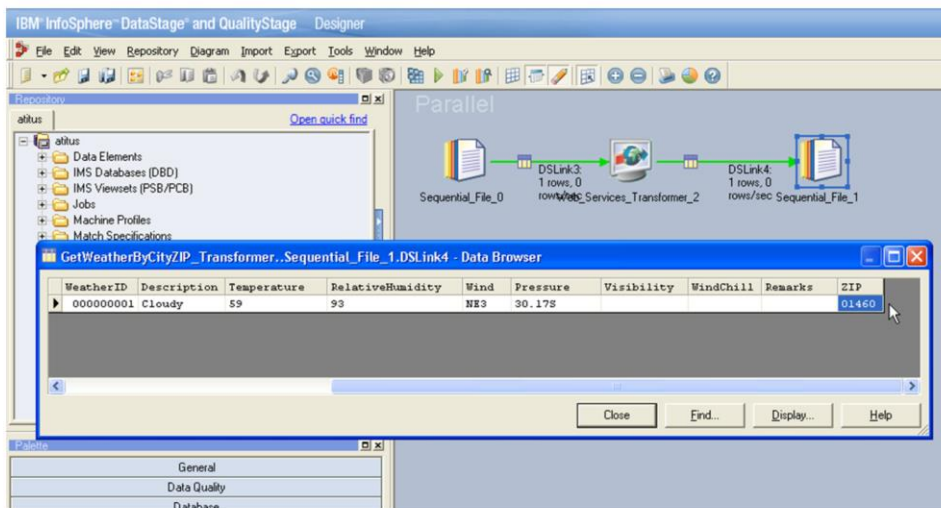 IBM® InfoSphere™ DataStage® and QualityStage Designer
File Edit View Repository Diagram Import Export Tools Window Help
Repository
Parallel
atitus
Open quick find
atitus
Data Elements
IMS Databases (DBD)
IMS Viewsets (PSB/PCB)
Jobs
Machine Profiles
Match Specifications
DSLink3:
1 rows, 0
rows/sec
DSLink4:
1 rows, 0
rows/sec
Sequential_File_0
Web_Services_Transformer_2
Sequential_File_1
GetWeatherByCityZIP_Transformer..Sequential_File_1.DSLink4 - Data Browser
WeatherID Description Temperature RelativeHumidity Wind Pressure Visibility WindChill Remarks ZIP
000000001 Cloudy 59 93 NE3 30.17S 01460
Close Find... Display... Help
Palette
General
Data Quality
Database